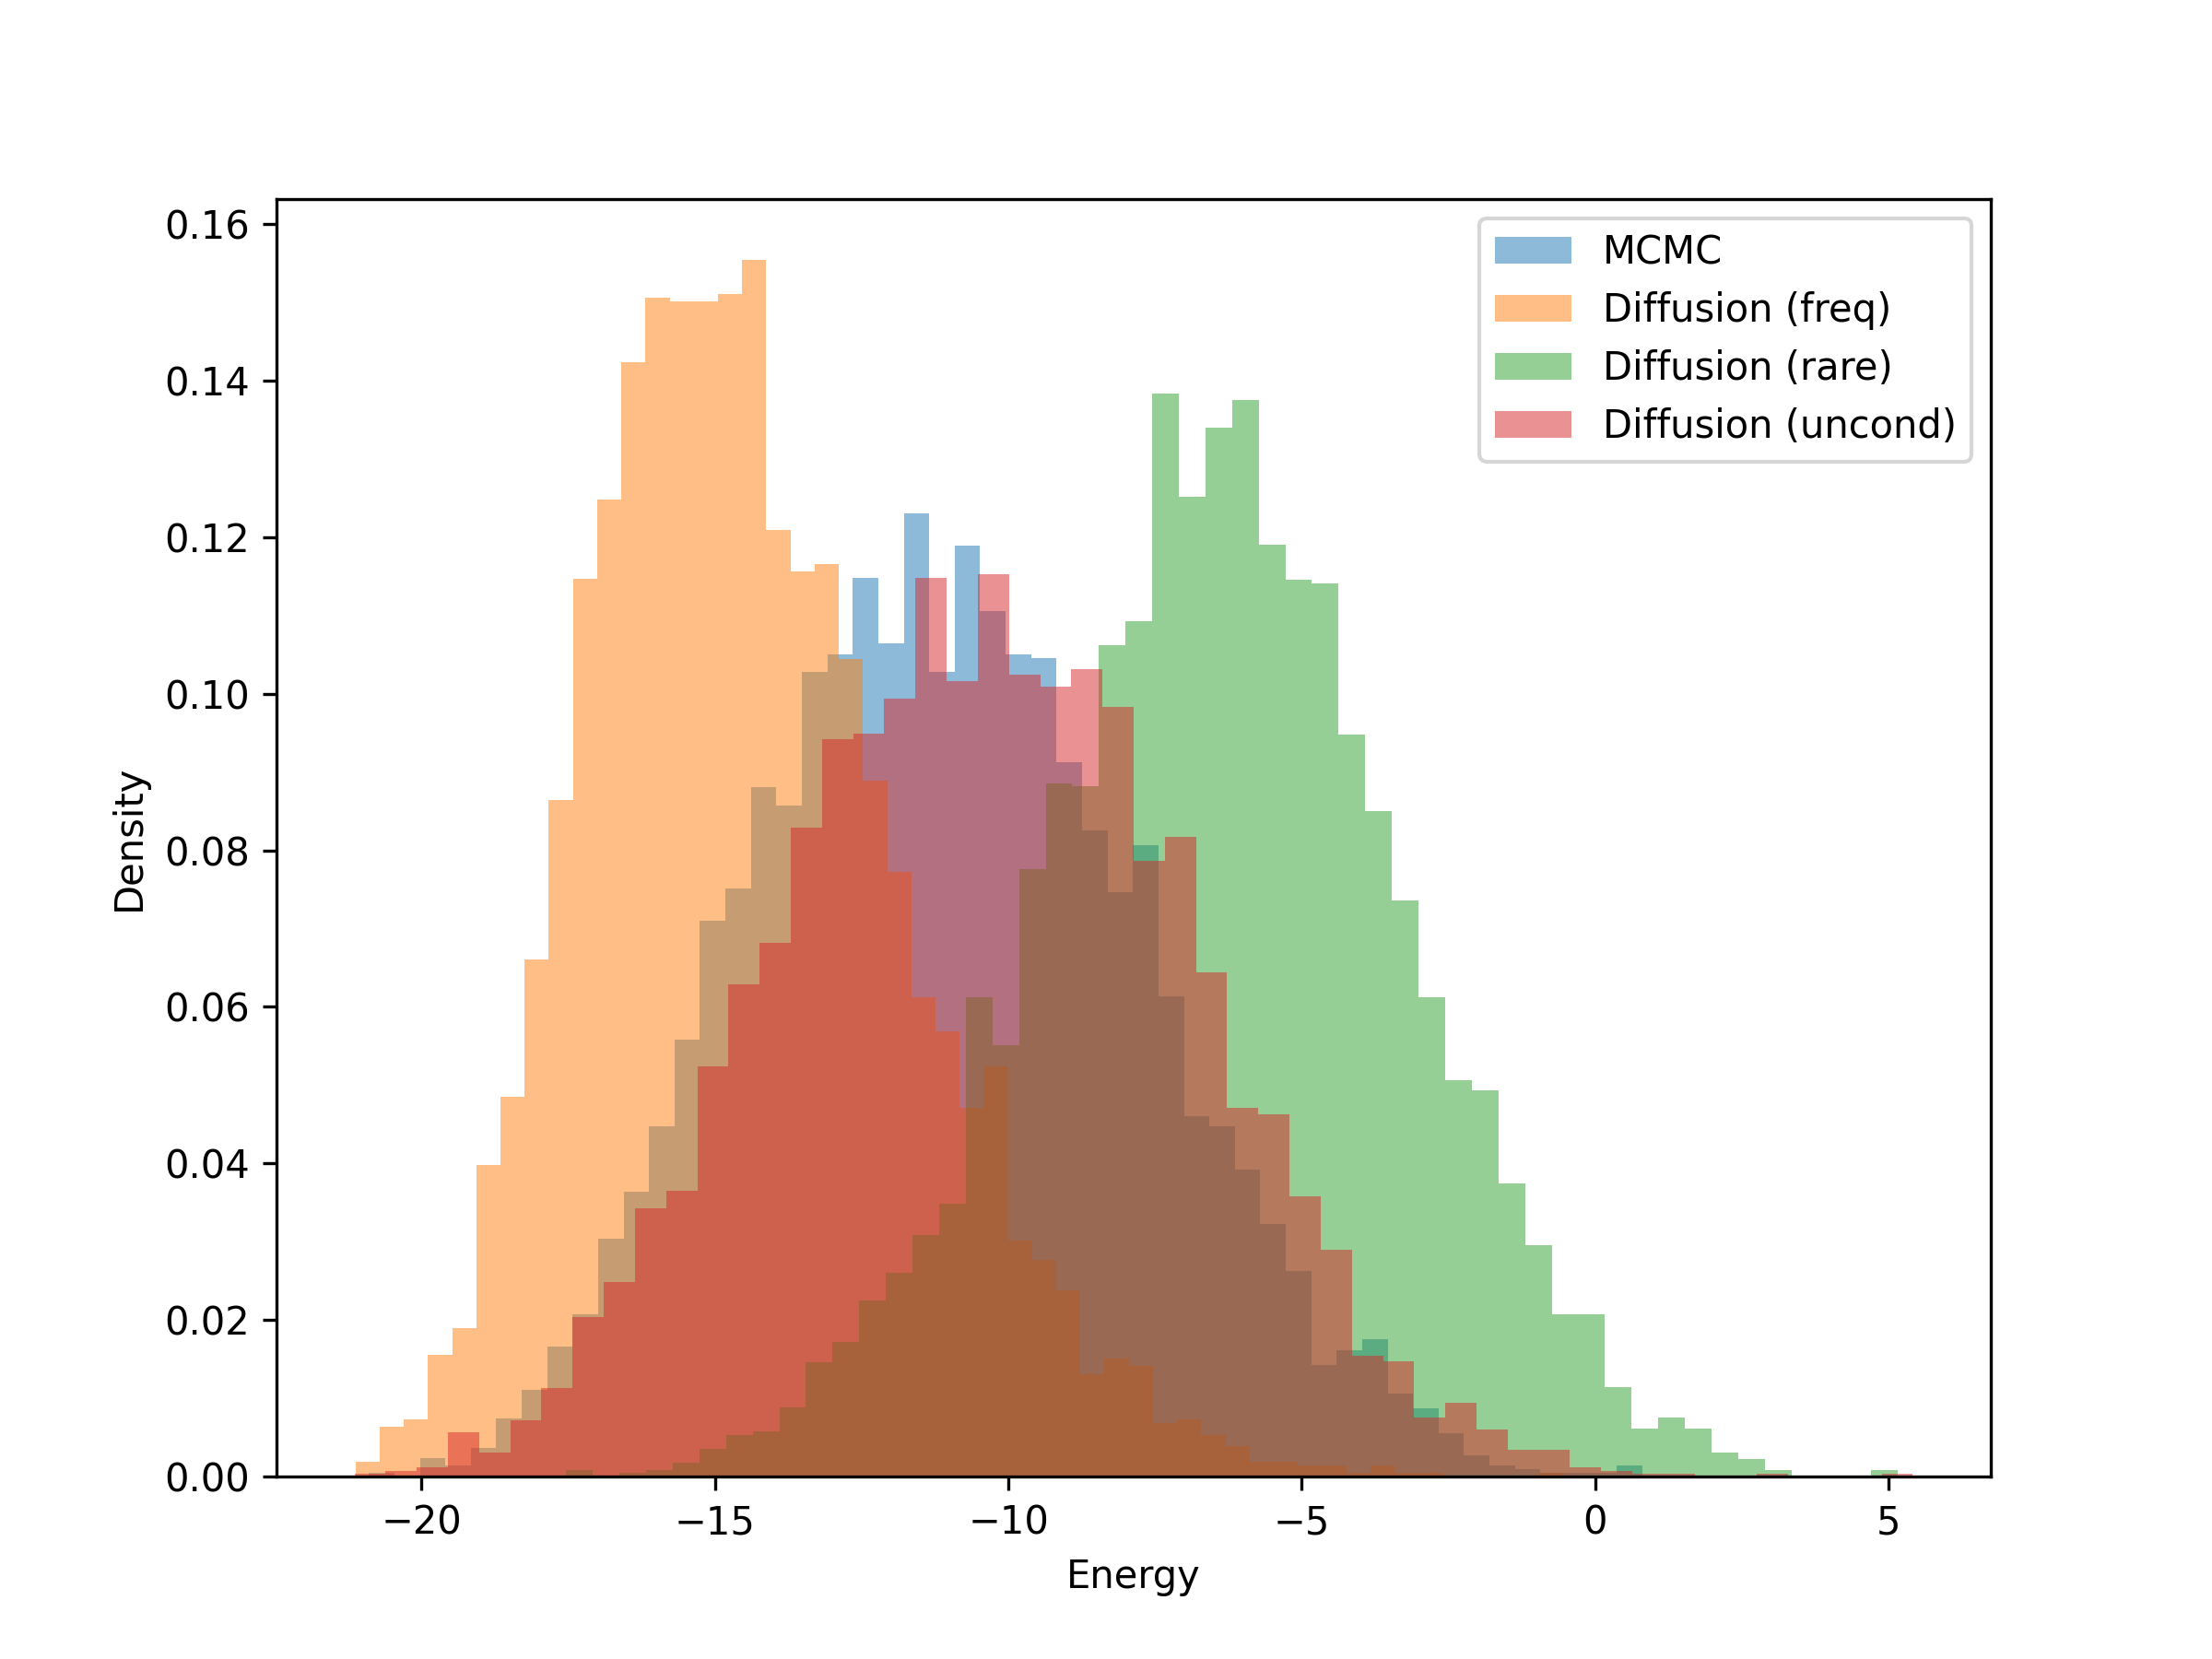 MCMC
Diffusion (freq)
Diffusion (rare)
Diffusion (uncond)
0.16
0.14
0.12
0.10
0.08
0.06
0.04
0.02
0.00
Density
−20 −15 −10 −5 0 5
Energy